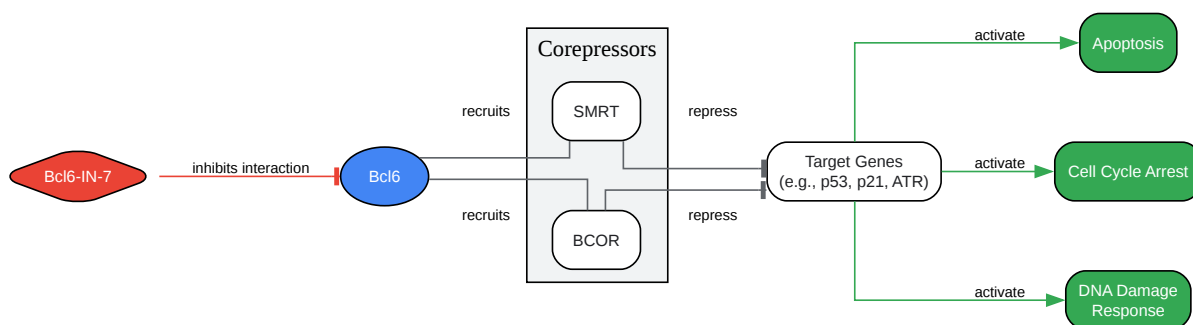 Bcl6-IN-7
inhibits interaction
Bcl6
recruits
recruits
Corepressors
SMRT
BCOR
repress
repress
Target Genes
(e.g., p53, p21, ATR)
activate
activate
activate
Apoptosis
Cell Cycle Arrest
DNA Damage
Response